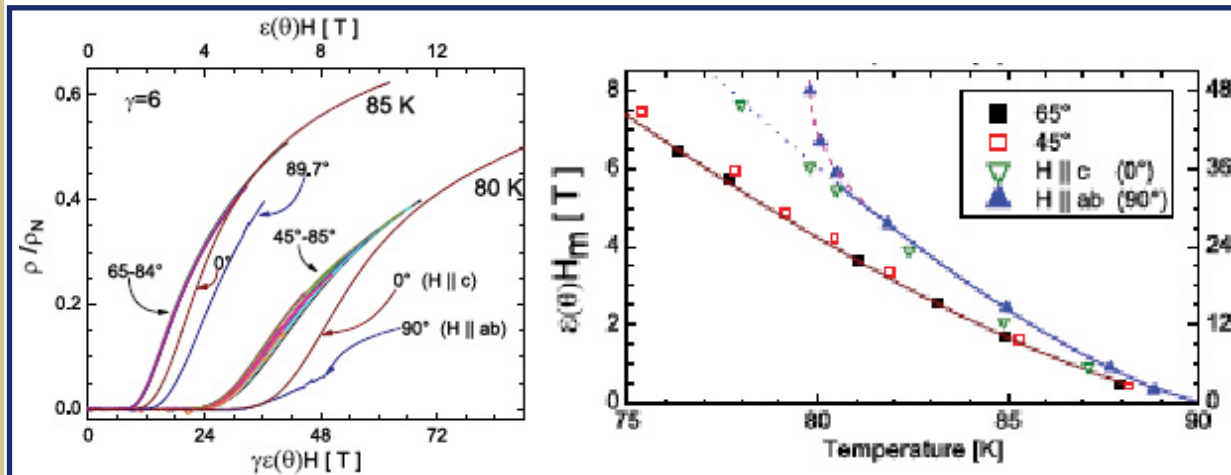 ε(θ)H [ T ]
0 4 8 12
0.6
0.4
0.2
0.0
ρ /ρN
γ=6
85 K
80 K
89.7°
45°-85°
65-84°
0°
0° (H || c)
90° (H || ab)
0 24 48 72
γε(θ)H [ T ]
8
.6
.4
.2
0
ε(θ)Hm [ T ]
65°
45°
H || c (0°)
H || ab (90°)
48
36
24
12
0
75 80 85 90
Temperature [K]